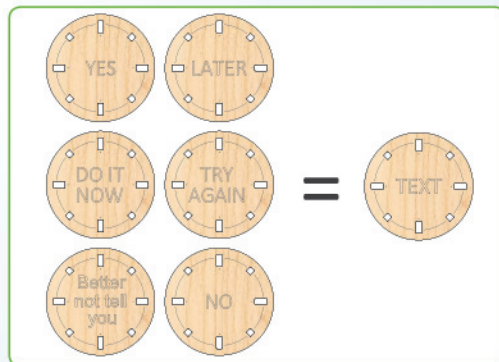 YES
LATER
DO IT
NOW
TRY
AGAIN
=
TEXT
Better
not tell
you
NO